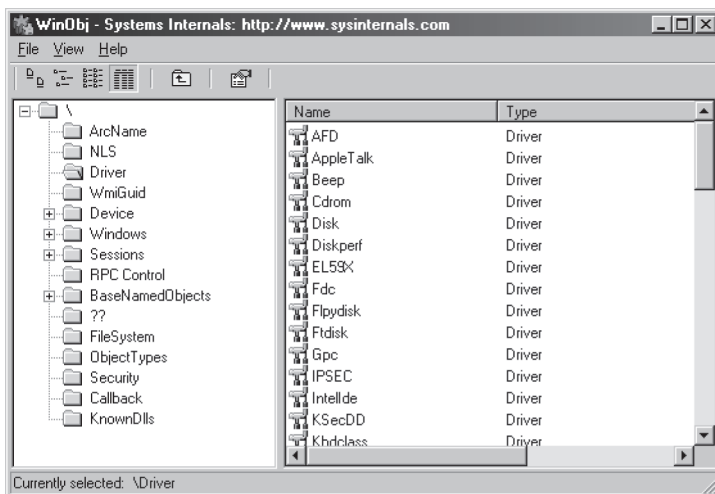 WinObj - Systems Internals: http://www.sysinternals.com
File View Help
\
ArcName
NLS
Driver
WmiGuid
Device
Windows
Sessions
RPC Control
BaseNamedObjects
??
FileSystem
ObjectTypes
Security
Callback
KnownDlls
Name Type
AFD Driver
AppleTalk Driver
Beep Driver
Cdrom Driver
Disk Driver
Diskperf Driver
EL59X Driver
Fdc Driver
Flpydisk Driver
Ftdisk Driver
Gpc Driver
IPSEC Driver
IntelIde Driver
KSecDD Driver
Kbdclass Driver
Currently selected: \Driver